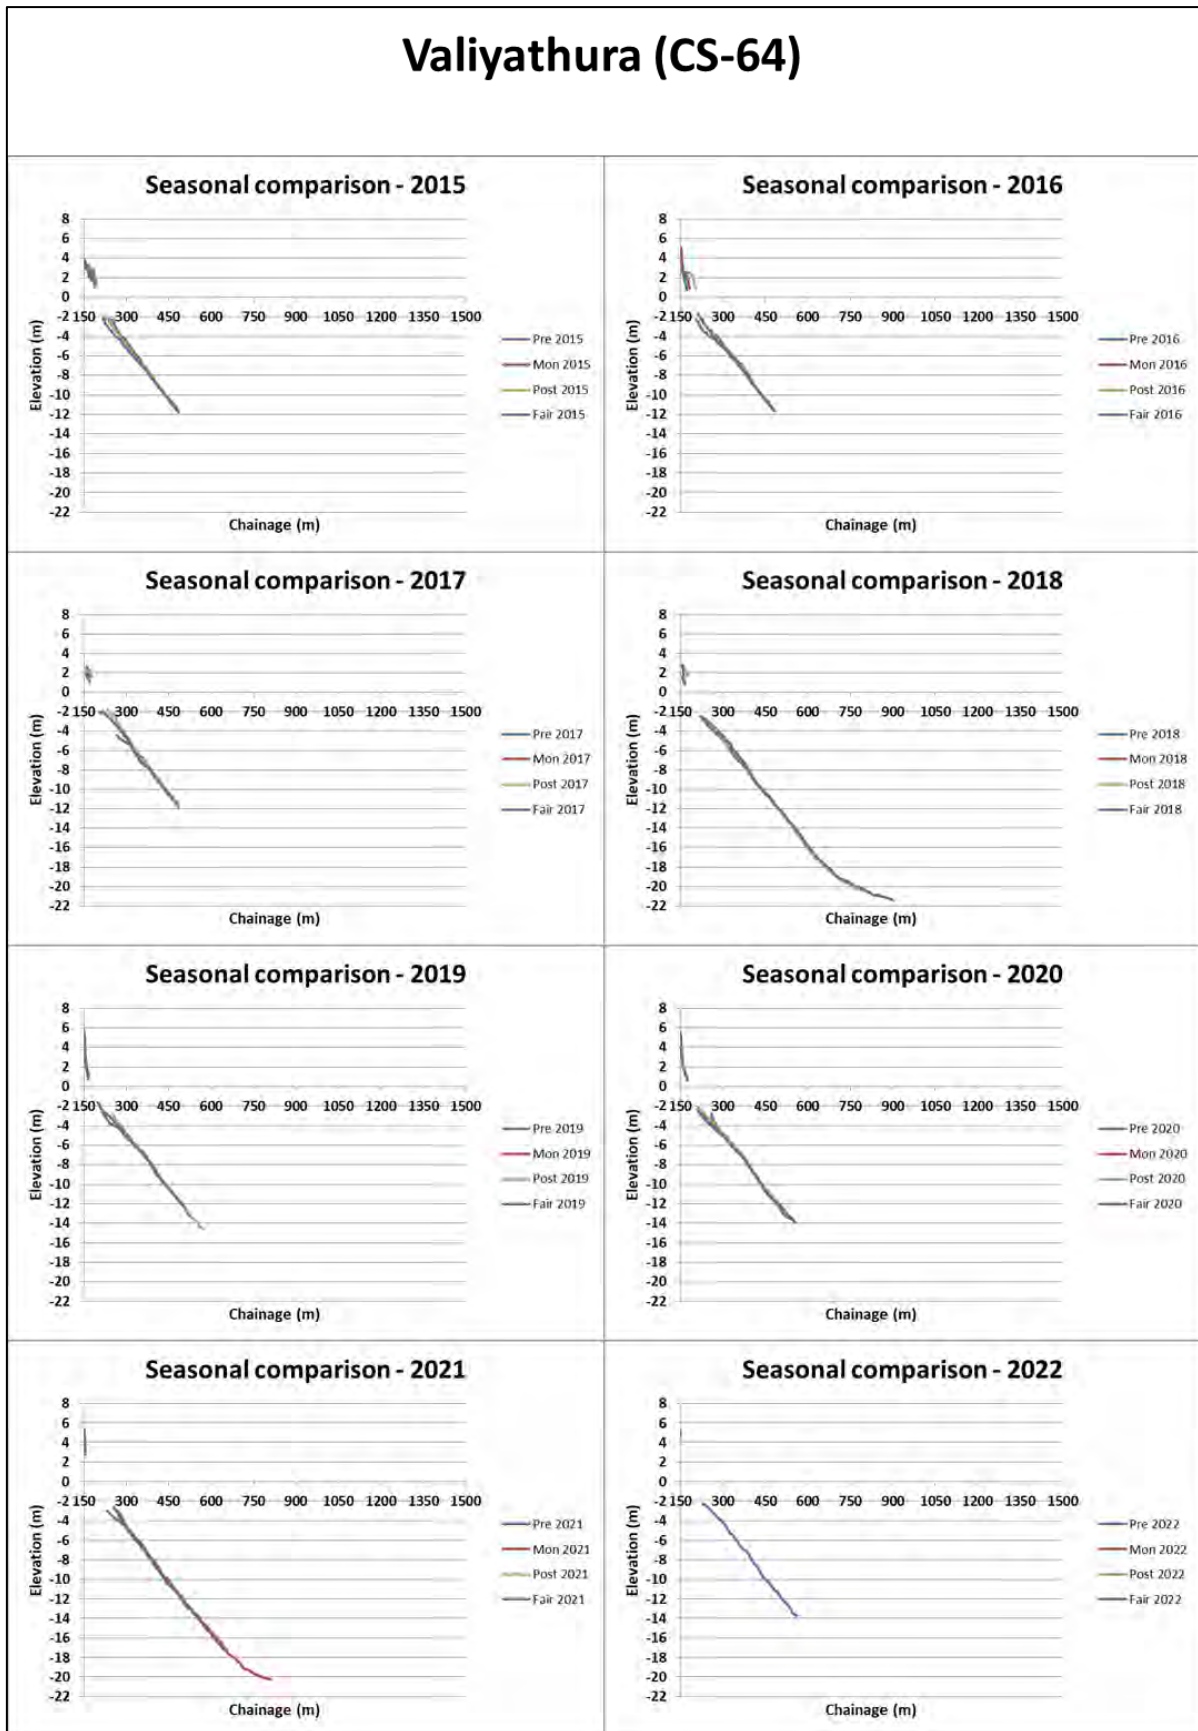 Valiyathura (CS-64)
Seasonal comparison - 2015
8
6
4
2
0
-2
-4
-6
-8
-10
-12
-14
-16
-18
-20
-22
150 300 450 600 750 900 1050 1200 1350 1500
Elevation (m)
Chainage (m)
Pre 2015
Mon 2015
Post 2015
Fair 2015
Seasonal comparison - 2016
8
6
4
2
0
-2
-4
-6
-8
-10
-12
-14
-16
-18
-20
-22
150 300 450 600 750 900 1050 1200 1350 1500
Elevation (m)
Chainage (m)
Pre 2016
Mon 2016
Post 2016
Fair 2016
Seasonal comparison - 2017
8
6
4
2
0
-2
-4
-6
-8
-10
-12
-14
-16
-18
-20
-22
150 300 450 600 750 900 1050 1200 1350 1500
Elevation (m)
Chainage (m)
Pre 2017
Mon 2017
Post 2017
Fair 2017
Seasonal comparison - 2018
8
6
4
2
0
-2
-4
-6
-8
-10
-12
-14
-16
-18
-20
-22
150 300 450 600 750 900 1050 1200 1350 1500
Elevation (m)
Chainage (m)
Pre 2018
Mon 2018
Post 2018
Fair 2018
Seasonal comparison - 2019
8
6
4
2
0
-2
-4
-6
-8
-10
-12
-14
-16
-18
-20
-22
150 300 450 600 750 900 1050 1200 1350 1500
Elevation (m)
Chainage (m)
Pre 2019
Mon 2019
Post 2019
Fair 2019
Seasonal comparison - 2020
8
6
4
2
0
-2
-4
-6
-8
-10
-12
-14
-16
-18
-20
-22
150 300 450 600 750 900 1050 1200 1350 1500
Elevation (m)
Chainage (m)
Pre 2020
Mon 2020
Post 2020
Fair 2020
Seasonal comparison - 2021
8
6
4
2
0
-2
-4
-6
-8
-10
-12
-14
-16
-18
-20
-22
150 300 450 600 750 900 1050 1200 1350 1500
Elevation (m)
Chainage (m)
Pre 2021
Mon 2021
Post 2021
Fair 2021
Seasonal comparison - 2022
8
6
4
2
0
-2
-4
-6
-8
-10
-12
-14
-16
-18
-20
-22
150 300 450 600 750 900 1050 1200 1350 1500
Elevation (m)
Chainage (m)
Pre 2022
Mon 2022
Post 2022
Fair 2022